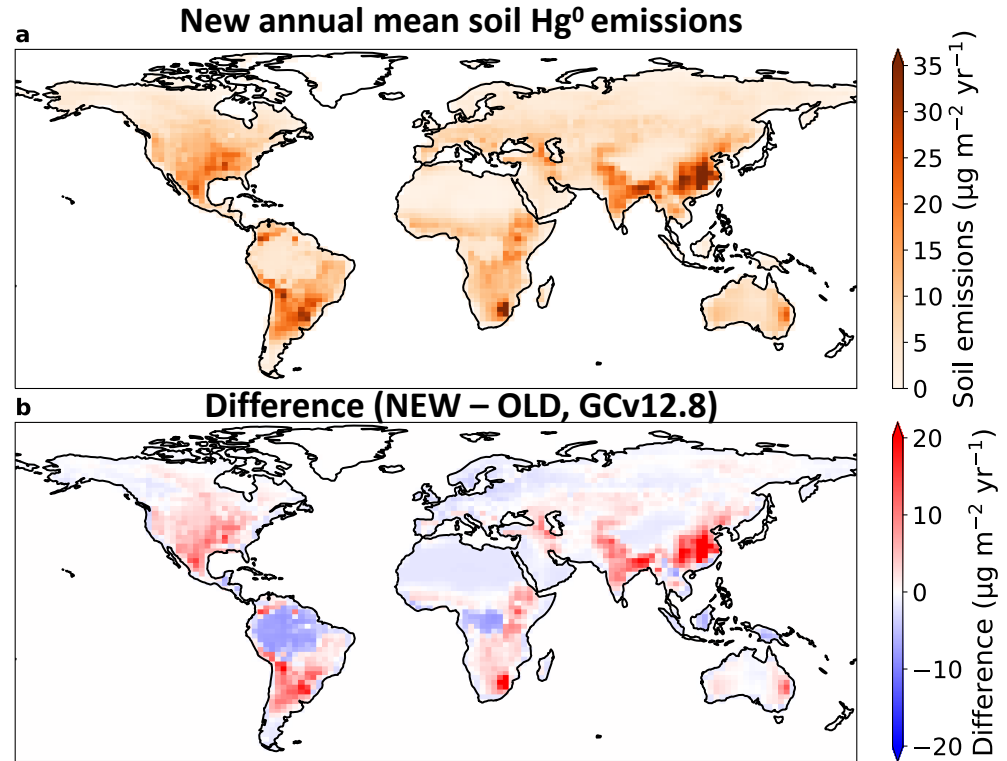 New annual mean soil Hg⁰ emissions
a
35
30
25
20
15
10
5
0
Soil emissions (µg m⁻² yr⁻¹)
b
Difference (NEW – OLD, GCv12.8)
20
10
0
−10
−20
Difference (µg m⁻² yr⁻¹)